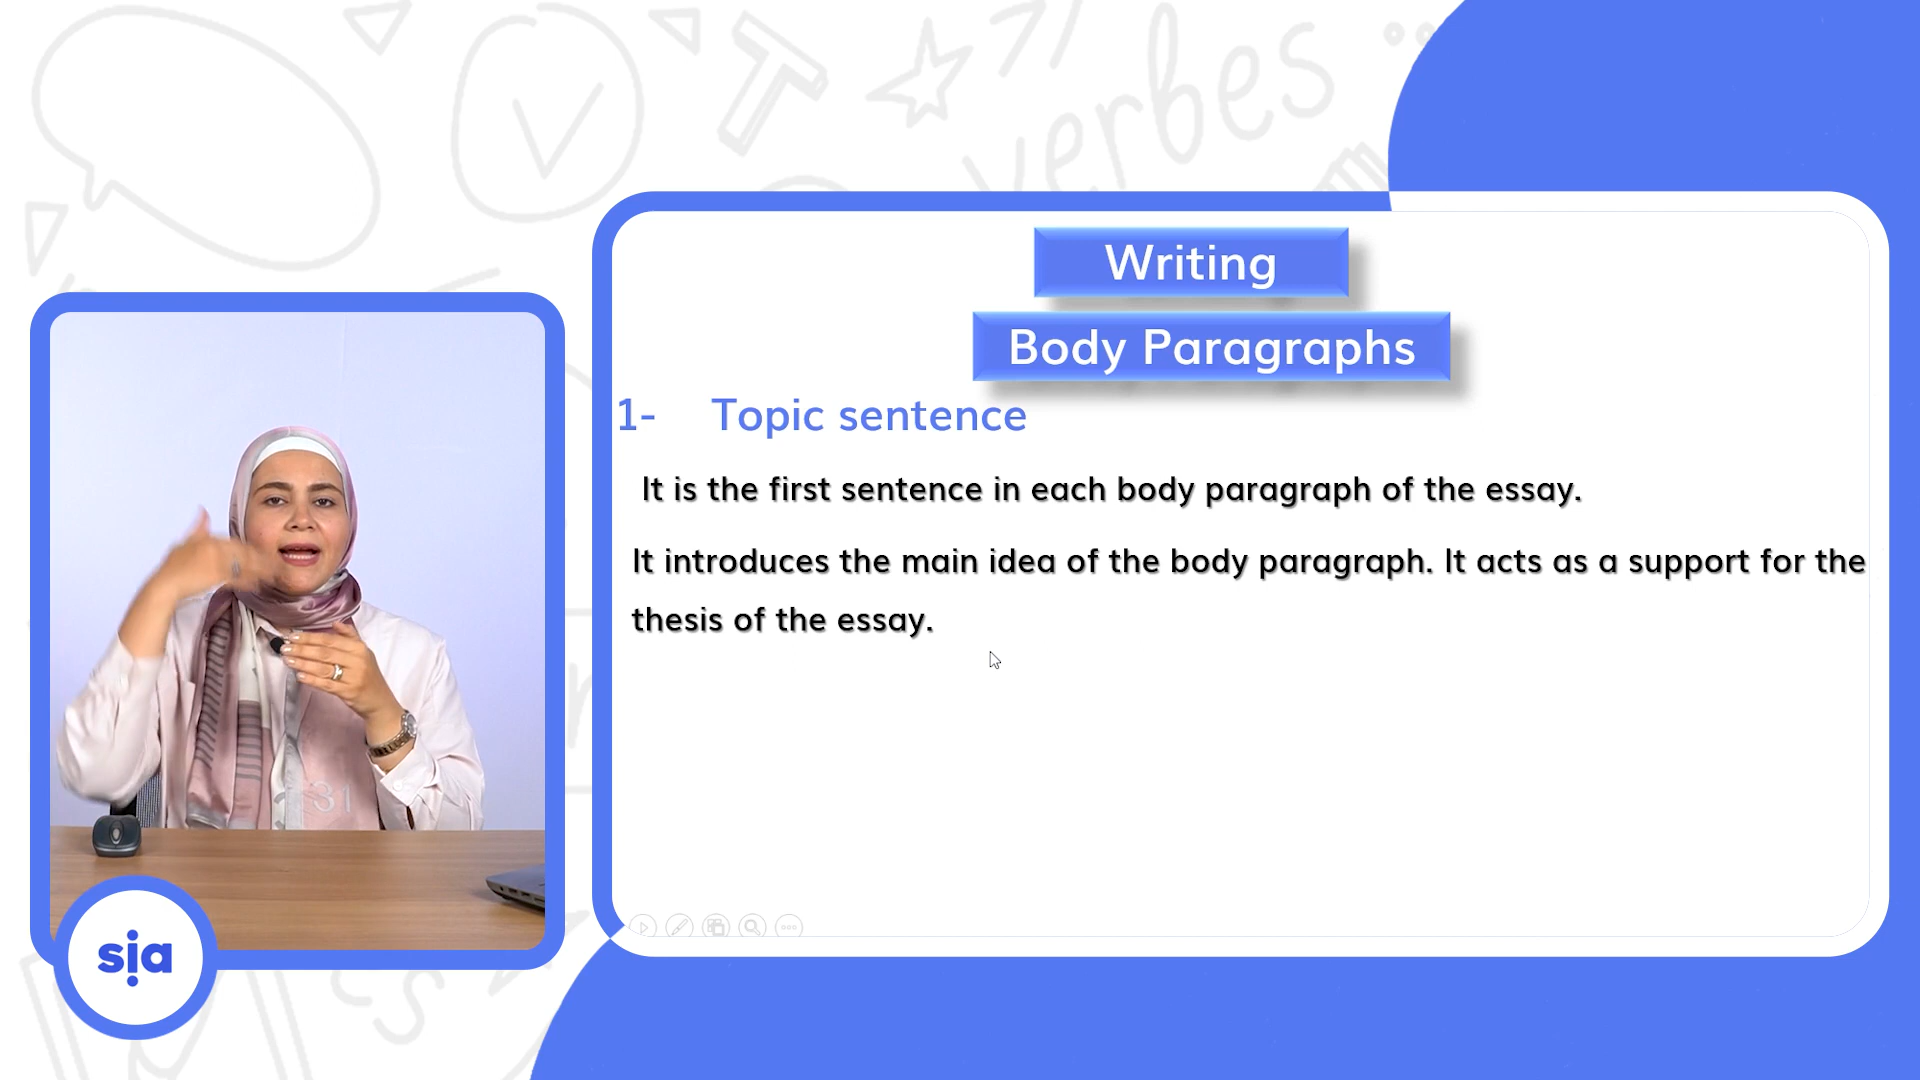 verbes
Writing
Body Paragraphs
1- Topic sentence
It is the first sentence in each body paragraph of the essay.
It introduces the main idea of the body paragraph. It acts as a support for the
thesis of the essay.
31
sia